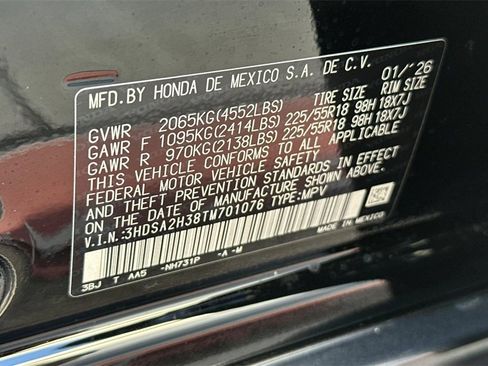 MFD.BY HONDA DE MEXICO S.A. DE C.V. 01/'26
GVWR 2065KG(4552LBS) TIRE SIZE RIM SIZE
GAWR F 1095KG(2414LBS) 225/55R18 98H 18X7J
GAWR R 970KG(2138LBS) 225/55R18 98H 18X7J
THIS VEHICLE CONFORMS TO ALL APPLICABLE
FEDERAL MOTOR VEHICLE SAFETY
AND THEFT PREVENTION STANDARDS IN EFFECT
ON THE DATE OF MANUFACTURE SHOWN ABOVE.
V.I.N.:3HDSA2H38TM701076 TYPE:MPV
3BJ T AA5 -NH731P -A -M MADE IN MEXICO